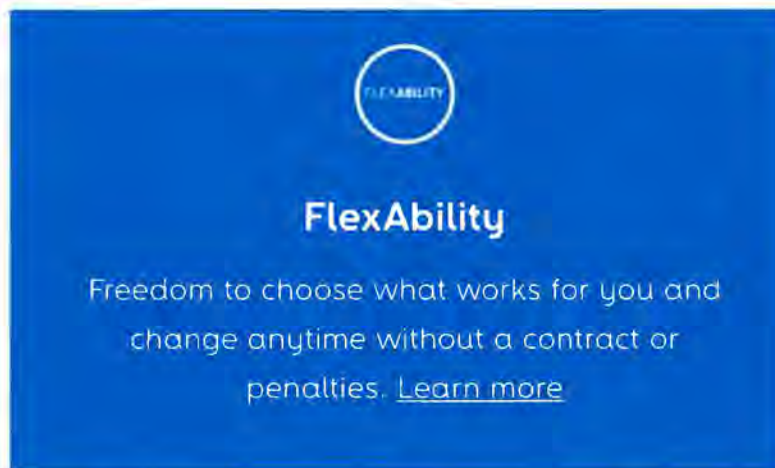 FLEXABILITY
FlexAbility
Freedom to choose what works for you and
change anytime without a contract or
penalties. Learn more